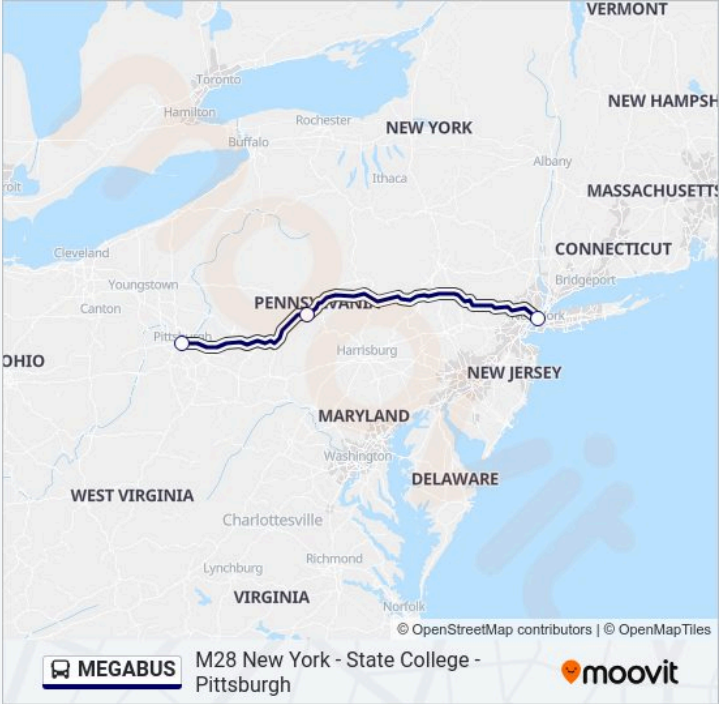 VERMONT
Toronto
NEW HAMPSH
Hamilton
Rochester
NEW YORK
Buffalo
Albany
Ithaca
roit
MASSACHUSETTS
CONNECTICUT
Cleveland
Bridgeport
Youngstown
PENNSYLVANIA
Canton
Pittsburgh
Harrisburg
OHIO
NEW JERSEY
MARYLAND
Washington
DELAWARE
WEST VIRGINIA
Charlottesville
Richmond
Lynchburg
VIRGINIA
Norfolk
© OpenStreetMap contributors | © OpenMapTiles
MEGABUS
M28 New York - State College -
Pittsburgh
moovit